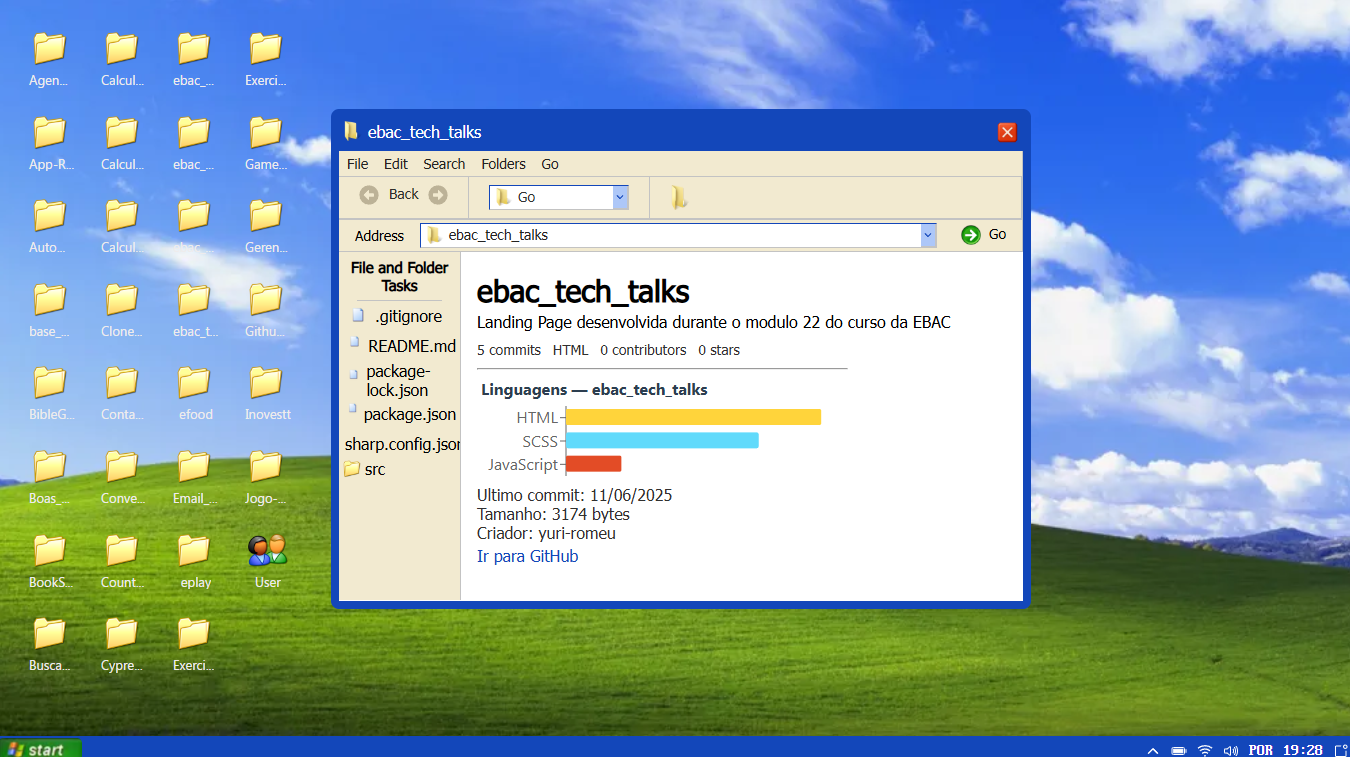 Agen...
Calcul...
ebac_...
Exerci...
App-R...
Calcul...
ebac_...
Game...
Auto...
Calcul...
ebac_...
Geren...
base_...
Clone...
ebac_t...
Githu...
BibleG...
Conta...
efood
Inovestt
Boas_...
Conve...
Email_...
Jogo-...
BookS...
Count...
eplay
User
Busca...
Cypre...
Exerci...
ebac_tech_talks
File Edit Search Folders Go
Back
Go
Address
ebac_tech_talks
Go
File and Folder
Tasks
.gitignore
README.md
package-
lock.json
package.json
sharp.config.json
src
ebac_tech_talks
Landing Page desenvolvida durante o modulo 22 do curso da EBAC
5 commits HTML 0 contributors 0 stars
Linguagens — ebac_tech_talks
HTML
SCSS
JavaScript
Ultimo commit: 11/06/2025
Tamanho: 3174 bytes
Criador: yuri-romeu
Ir para GitHub
start
POR 19:28